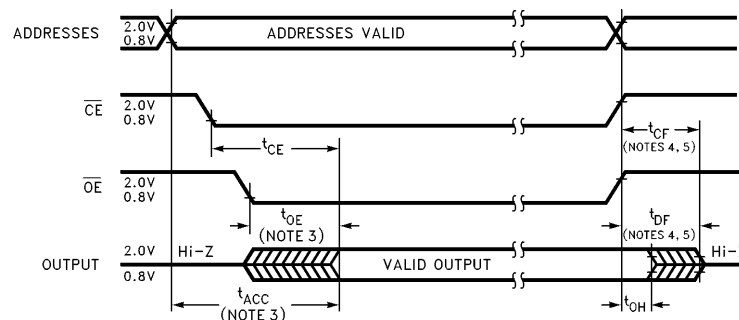 ADDRESSES
2.0V
0.8V
ADDRESSES VALID
CE
2.0V
0.8V
tCE
tCF
(NOTES 4, 5)
OE
2.0V
0.8V
tOE
(NOTE 3)
tDF
(NOTES 4, 5)
OUTPUT
2.0V
0.8V
Hi-Z
VALID OUTPUT
Hi-
tACC
(NOTE 3)
tOH